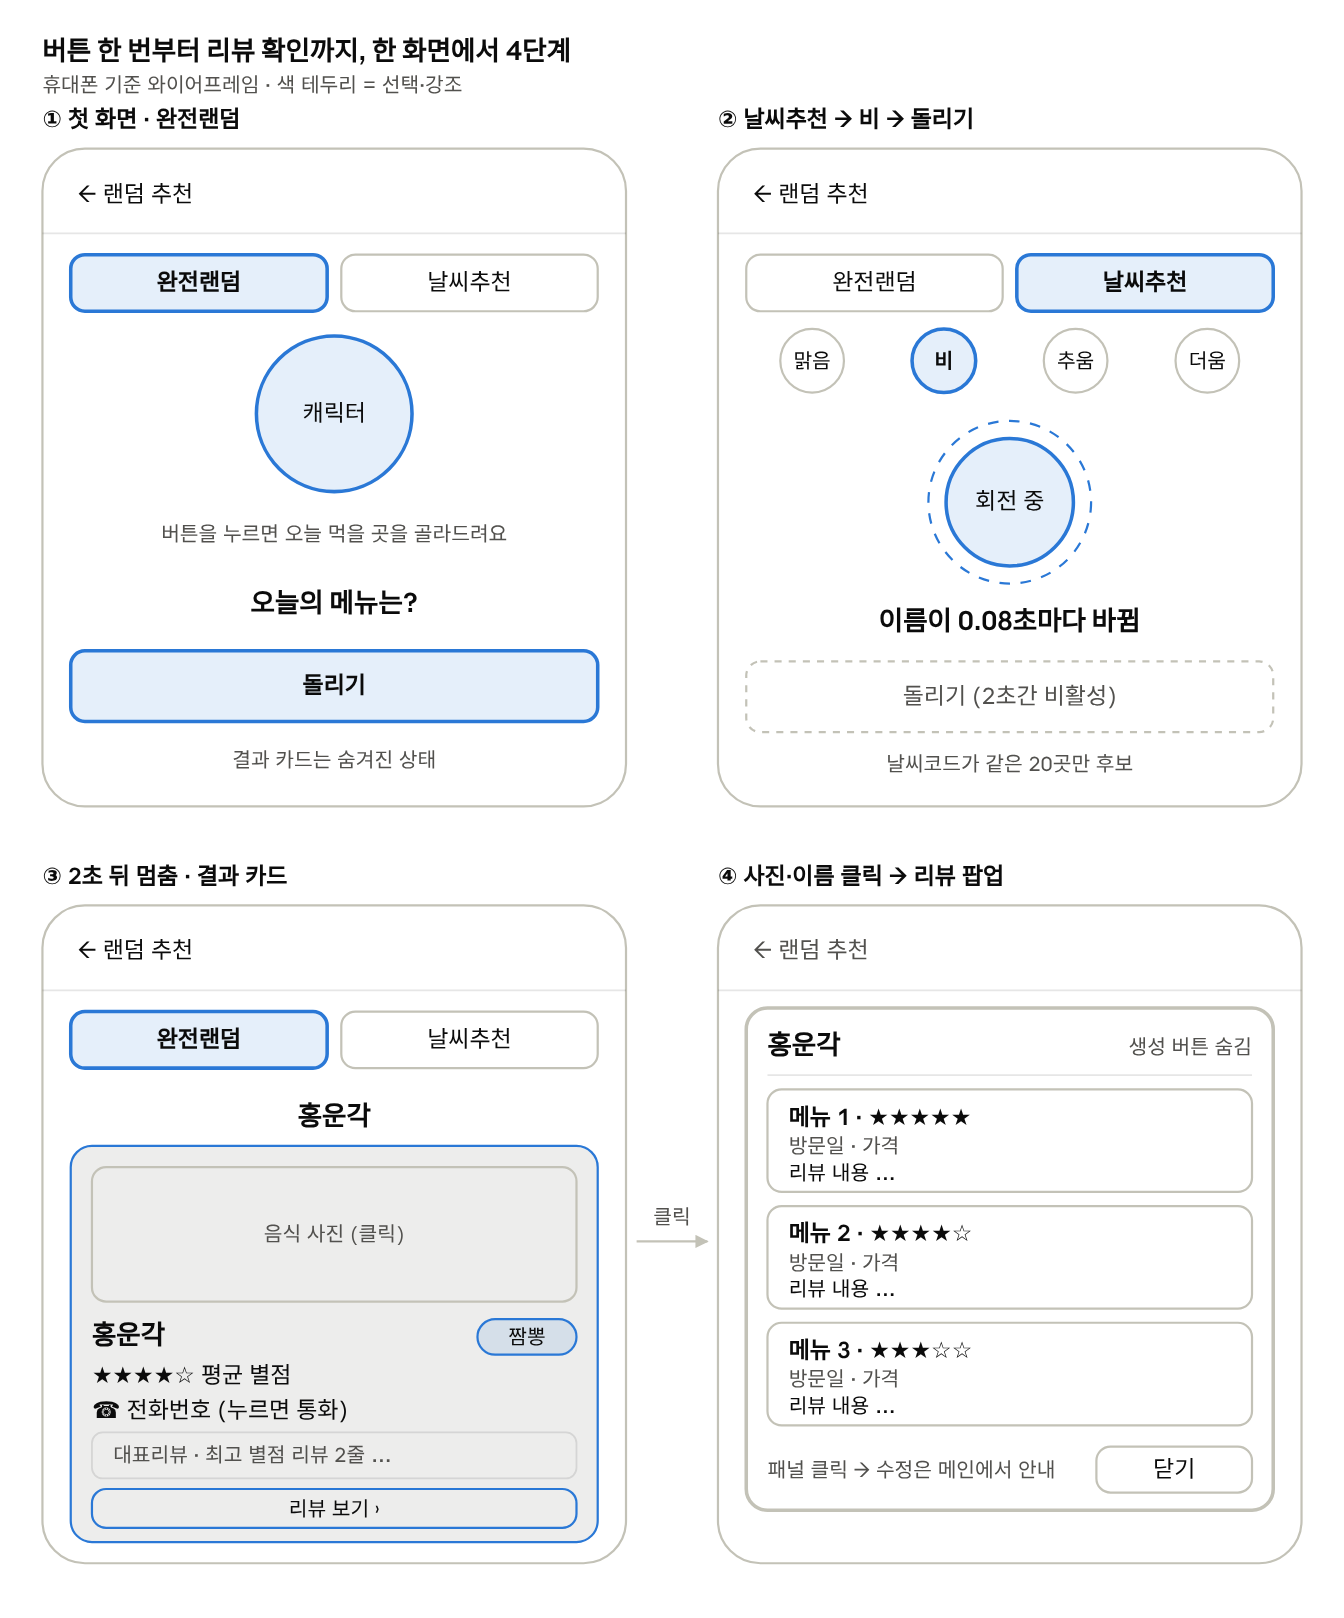 버튼 한 번부터 리뷰 확인까지, 한 화면에서 4단계
휴대폰 기준 와이어프레임 · 색 테두리 = 선택·강조
① 첫 화면 · 완전랜덤
← 랜덤 추천
완전랜덤
날씨추천
캐릭터
버튼을 누르면 오늘 먹을 곳을 골라드려요
오늘의 메뉴는?
돌리기
결과 카드는 숨겨진 상태
② 날씨추천 → 비 → 돌리기
← 랜덤 추천
완전랜덤
날씨추천
맑음
비
추움
더움
회전 중
이름이 0.08초마다 바뀜
돌리기 (2초간 비활성)
날씨코드가 같은 20곳만 후보
③ 2초 뒤 멈춤 · 결과 카드
← 랜덤 추천
완전랜덤
날씨추천
홍운각
음식 사진 (클릭)
홍운각
짬뽕
★★★★☆ 평균 별점
☎ 전화번호 (누르면 통화)
대표리뷰 · 최고 별점 리뷰 2줄 …
리뷰 보기 ›
클릭
④ 사진·이름 클릭 → 리뷰 팝업
← 랜덤 추천
홍운각
생성 버튼 숨김
메뉴 1 · ★★★★★
방문일 · 가격
리뷰 내용 …
메뉴 2 · ★★★★☆
방문일 · 가격
리뷰 내용 …
메뉴 3 · ★★★☆☆
방문일 · 가격
리뷰 내용 …
패널 클릭 → 수정은 메인에서 안내
닫기